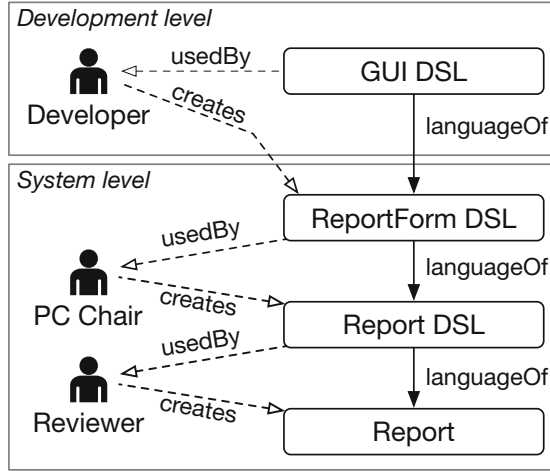 Development level
usedBy
GUI DSL
Developer
creates
languageOf
System level
ReportForm DSL
usedBy
languageOf
PC Chair
creates
Report DSL
usedBy
languageOf
Reviewer
creates
Report